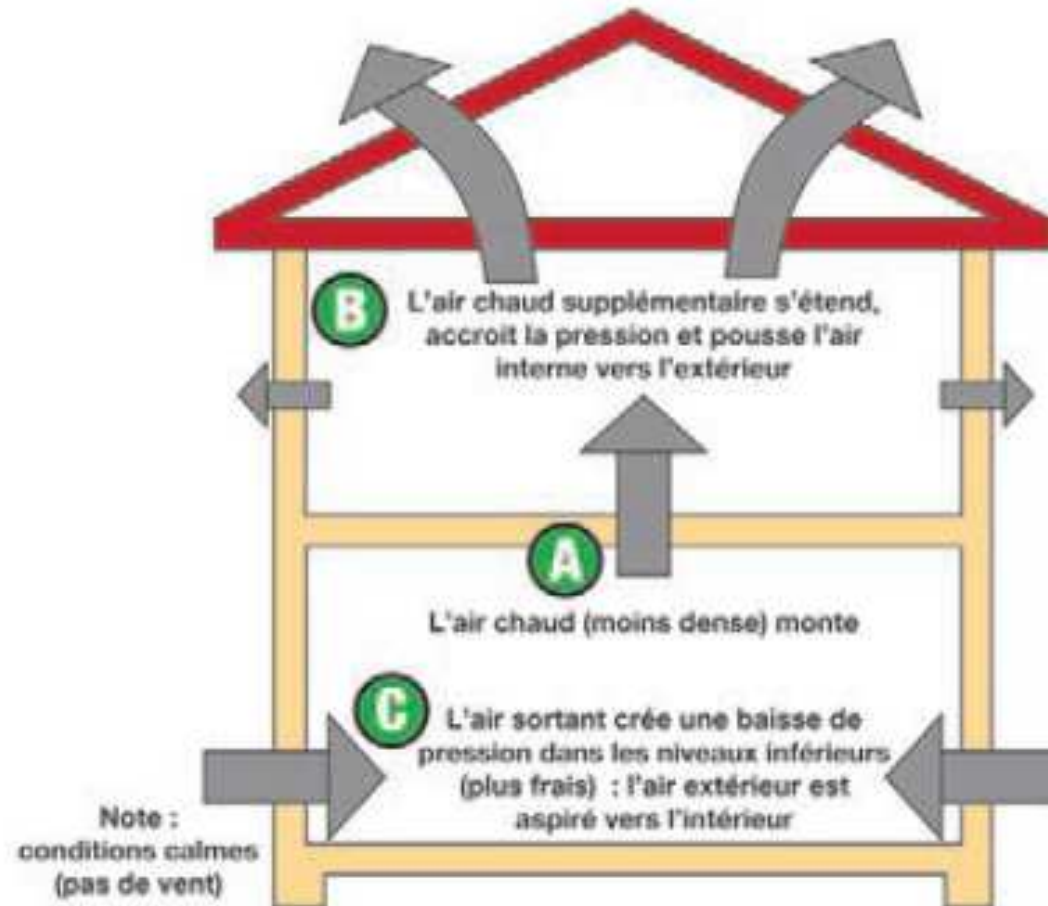 B
L'air chaud supplémentaire s'étend,
accroit la pression et pousse l'air
interne vers l'extérieur
A
L'air chaud (moins dense) monte
C
L'air sortant crée une baisse de
pression dans les niveaux inférieurs
(plus frais) : l'air extérieur est
aspiré vers l'intérieur
Note :
conditions calmes
(pas de vent)